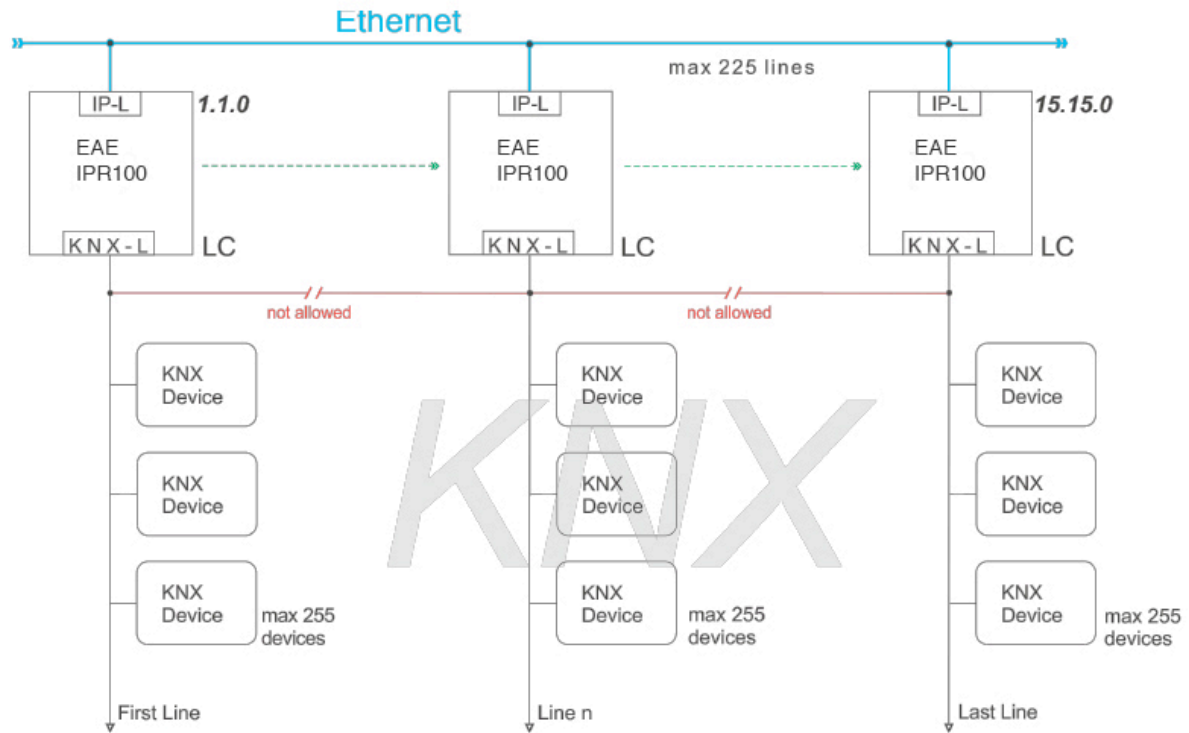 Ethernet
max 225 lines
IP-L
1.1.0
IP-L
IP-L
15.15.0
EAE
IPR100
EAE
IPR100
EAE
IPR100
KNX-L
LC
KNX-L
LC
KNX-L
LC
not allowed
not allowed
KNX
Device
KNX
Device
KNX
Device
KNX
KNX
Device
KNX
Device
KNX
Device
KNX
Device
max 255
devices
KNX
Device
max 255
devices
KNX
Device
max 255
devices
First Line
Line n
Last Line